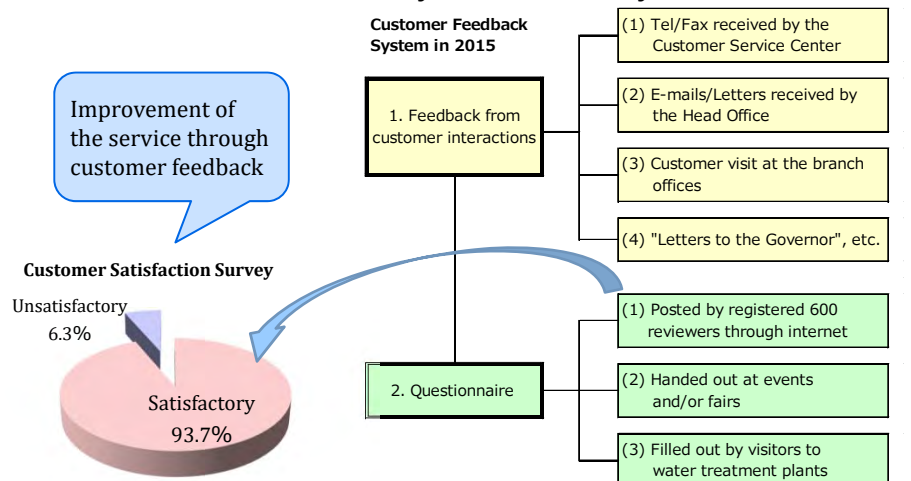 Customer Feedback
System in 2015
Improvement of
the service through
customer feedback
Customer Satisfaction Survey
Unsatisfactory
6.3%
Satisfactory
93.7%
1. Feedback from
customer interactions
(1) Tel/Fax received by the
Customer Service Center
(2) E-mails/Letters received by
the Head Office
(3) Customer visit at the branch
offices
(4) "Letters to the Governor", etc.
2. Questionnaire
(1) Posted by registered 600
reviewers through internet
(2) Handed out at events
and/or fairs
(3) Filled out by visitors to
water treatment plants